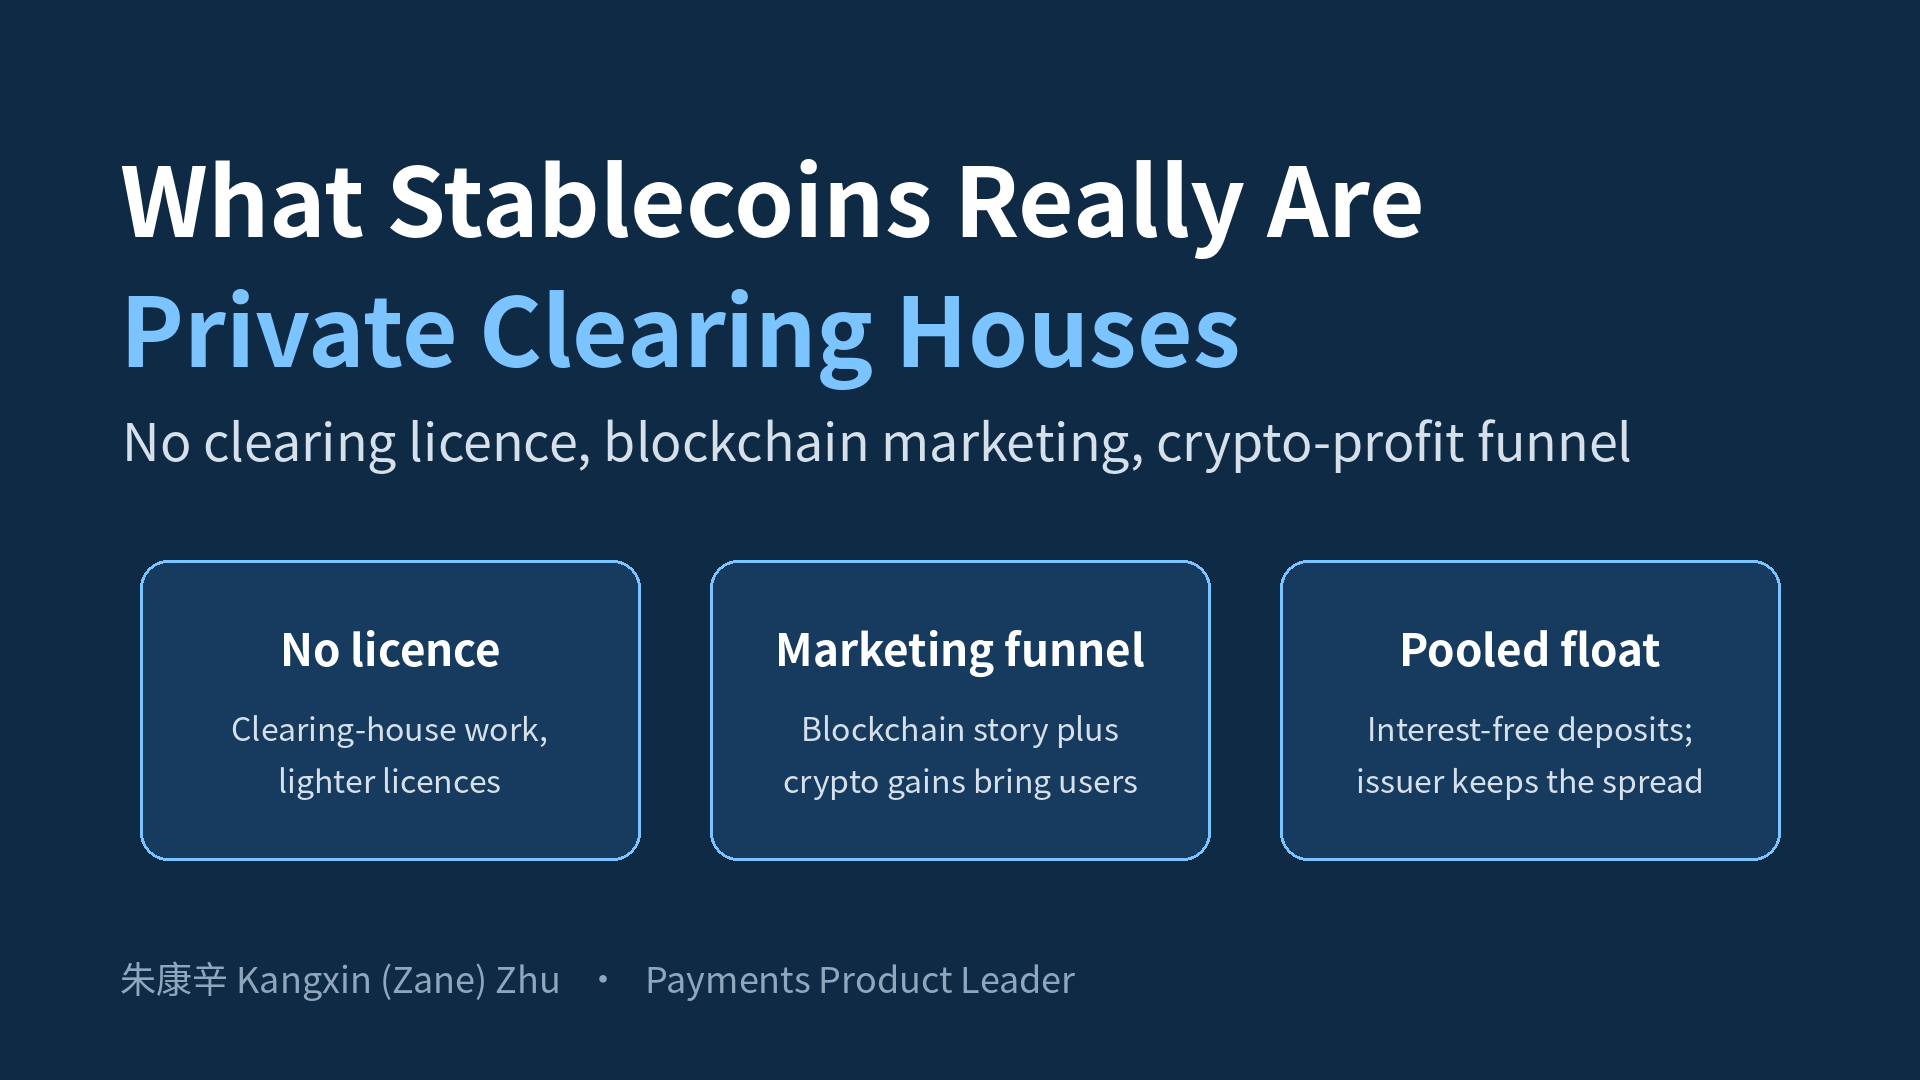 What Stablecoins Really Are
Private Clearing Houses
No clearing licence, blockchain marketing, crypto-profit funnel
No licence
Clearing-house work,
lighter licences
Marketing funnel
Blockchain story plus
crypto gains bring users
Pooled float
Interest-free deposits;
issuer keeps the spread
朱康辛 Kangxin (Zane) Zhu · Payments Product Leader